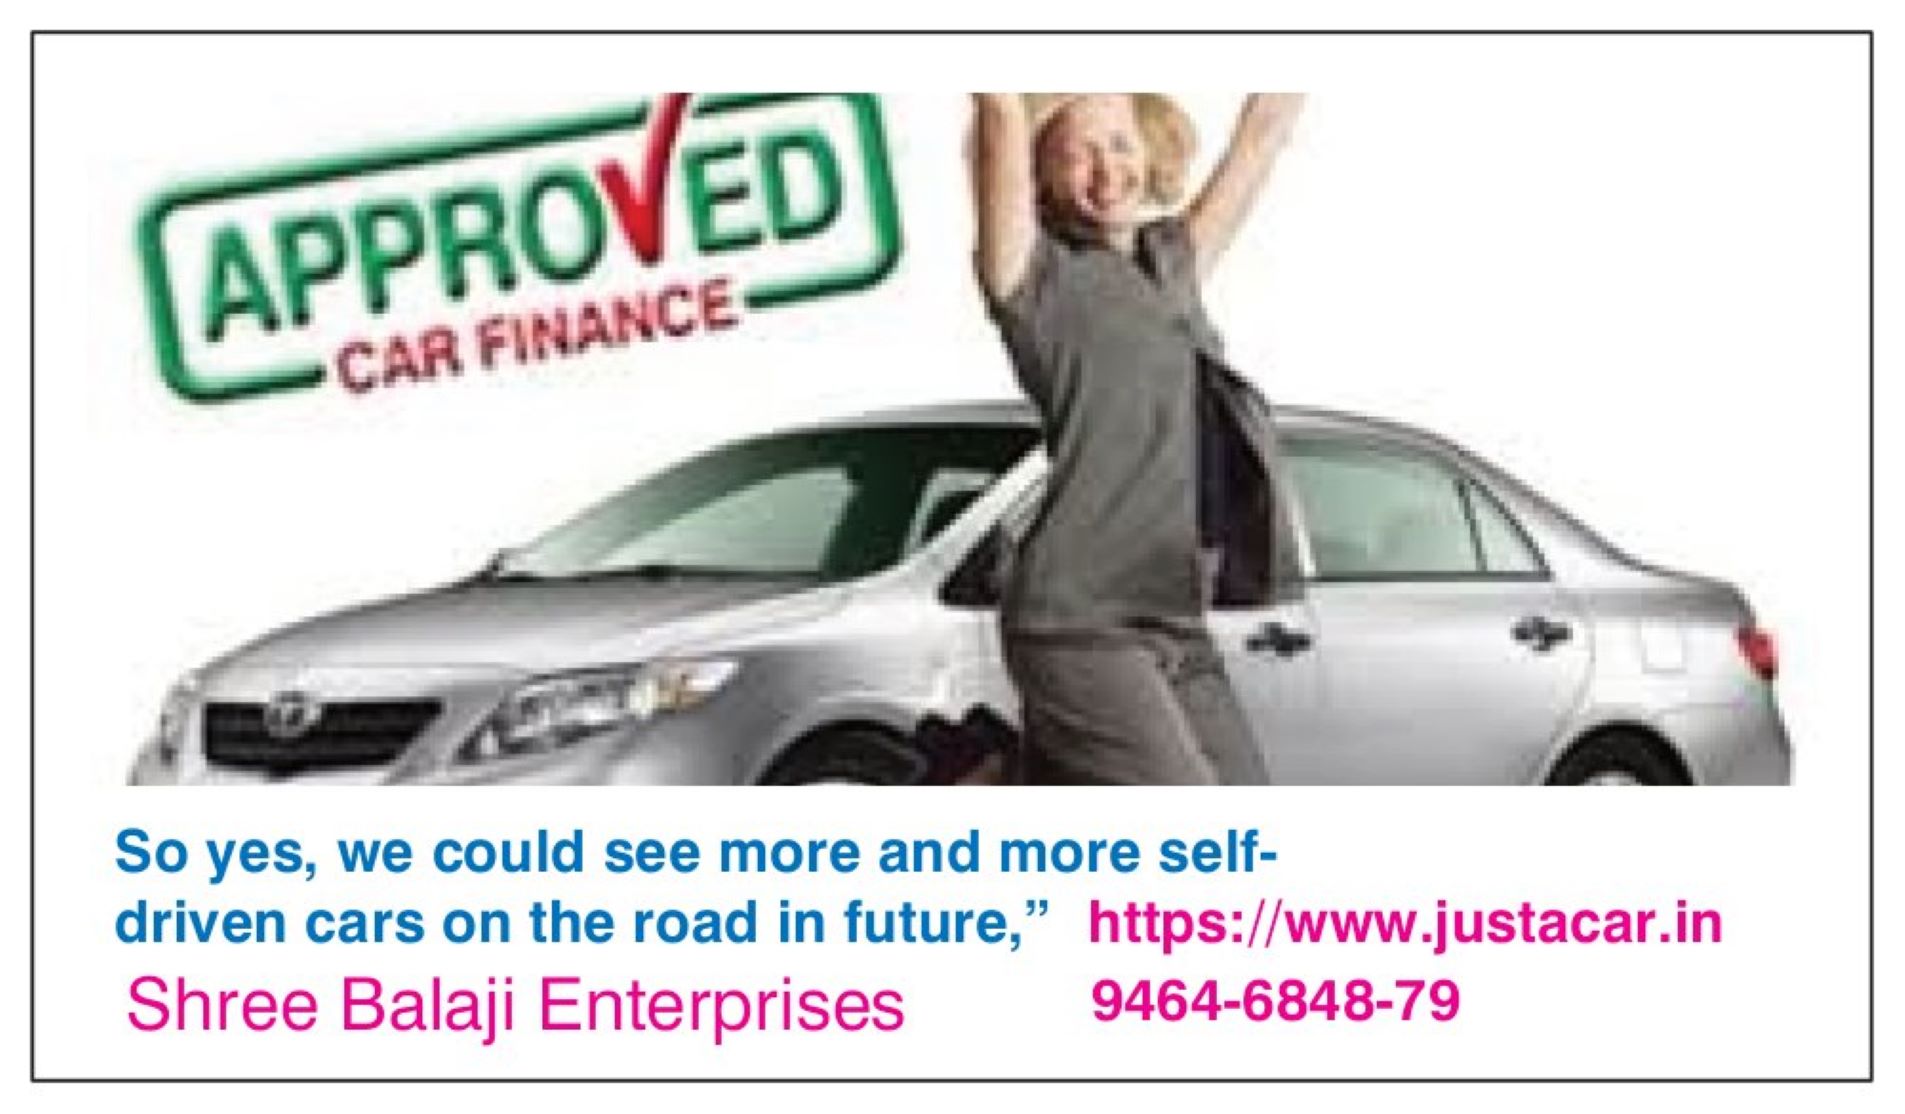 APPROVED
CAR FINANCE
So yes, we could see more and more self-
driven cars on the road in future,” https://www.justacar.in
Shree Balaji Enterprises 9464-6848-79